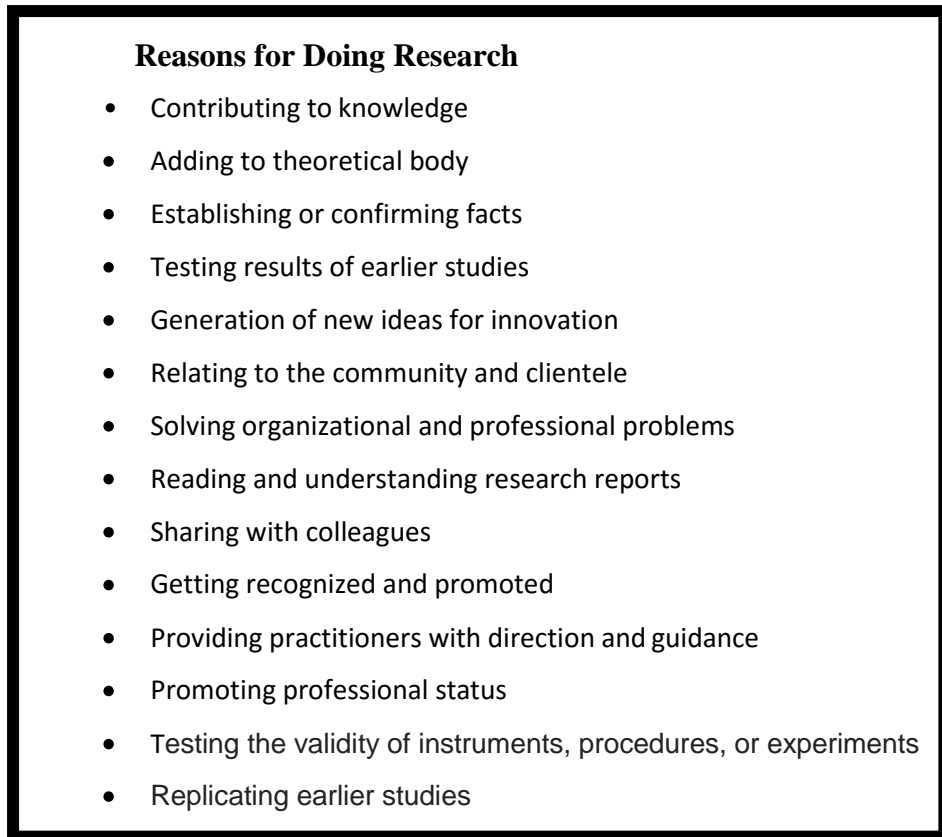 Reasons for Doing Research
• Contributing to knowledge
• Adding to theoretical body
• Establishing or confirming facts
• Testing results of earlier studies
• Generation of new ideas for innovation
• Relating to the community and clientele
• Solving organizational and professional problems
• Reading and understanding research reports
• Sharing with colleagues
• Getting recognized and promoted
• Providing practitioners with direction and guidance
• Promoting professional status
• Testing the validity of instruments, procedures, or experiments
• Replicating earlier studies